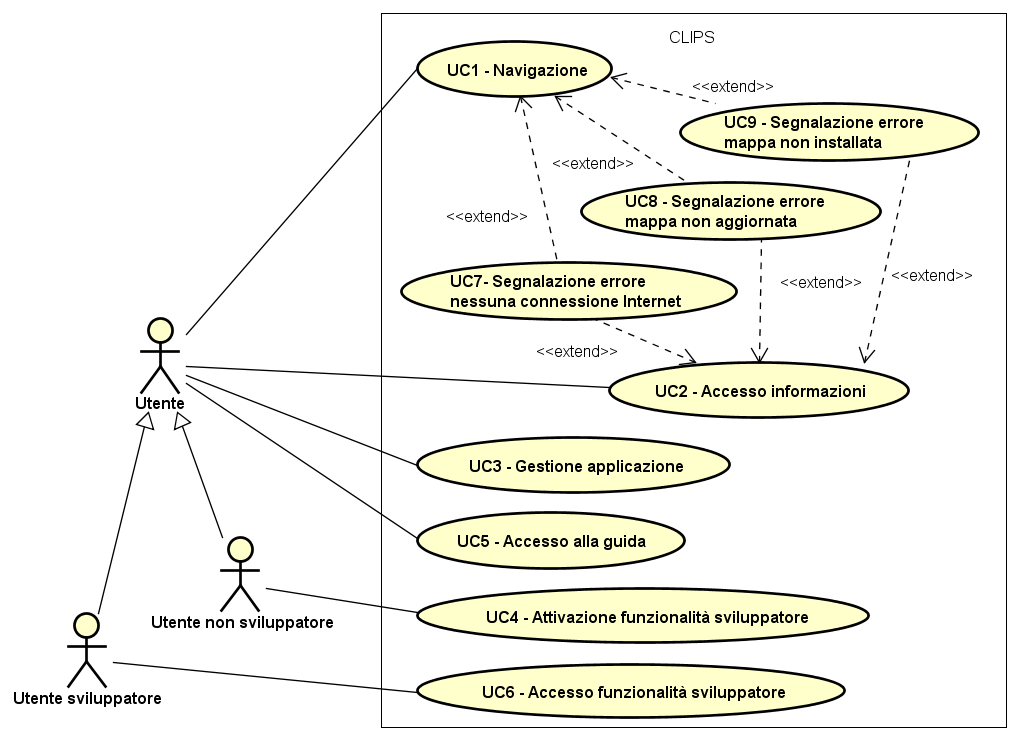 CLIPS
UC1 - Navigazione
<<extend>>
UC9 - Segnalazione errore
mappa non installata
<<extend>>
UC8 - Segnalazione errore
mappa non aggiornata
<<extend>>
UC7- Segnalazione errore
nessuna connessione Internet
<<extend>>
<<extend>>
<<extend>>
UC2 - Accesso informazioni
Utente
UC3 - Gestione applicazione
UC5 - Accesso alla guida
UC4 - Attivazione funzionalità sviluppatore
Utente non sviluppatore
UC6 - Accesso funzionalità sviluppatore
Utente sviluppatore